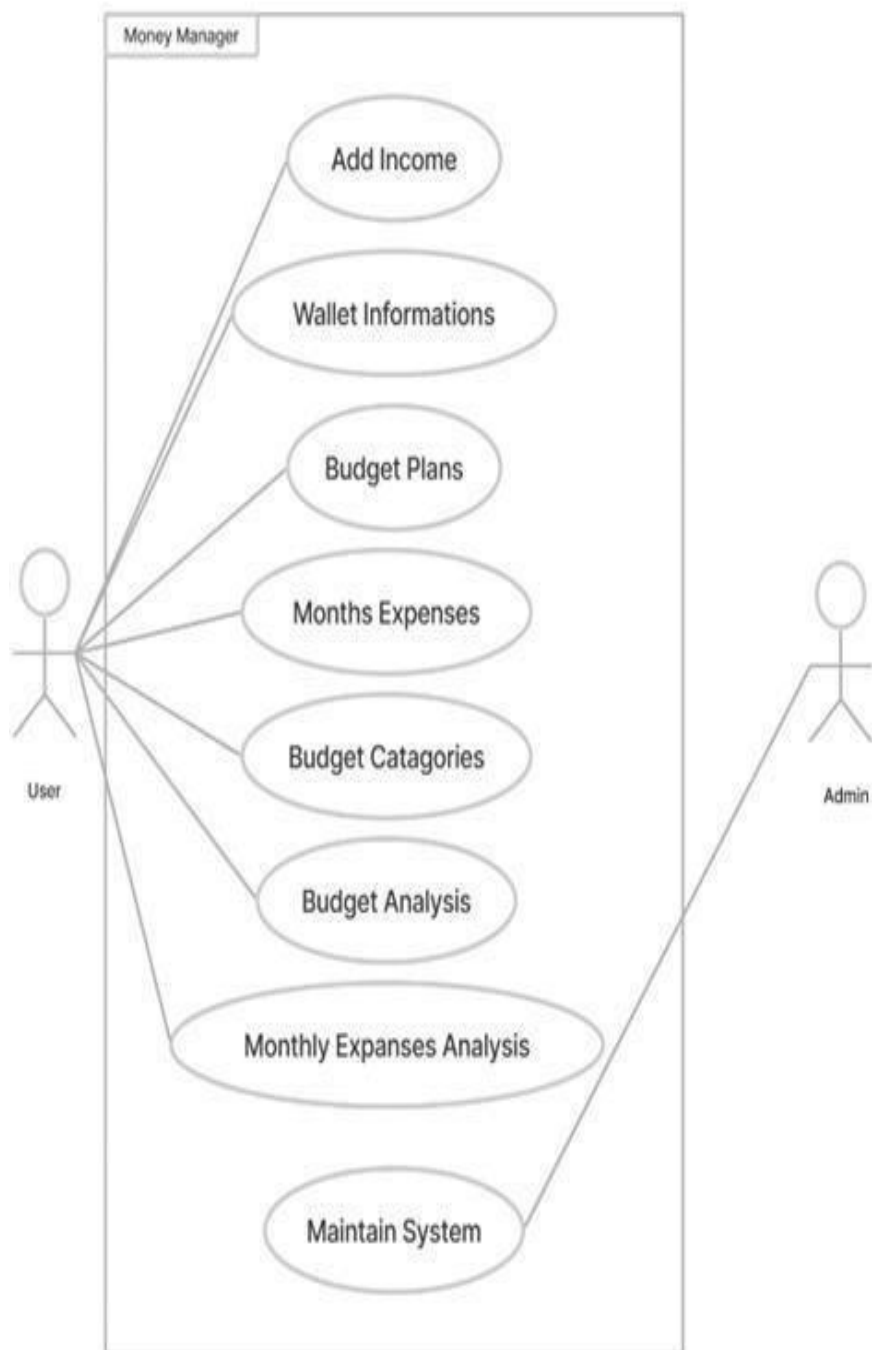 Money Manager
Add Income
Wallet Informations
Budget Plans
Months Expenses
Budget Catagories
User
Admin
Budget Analysis
Monthly Expanses Analysis
Maintain System